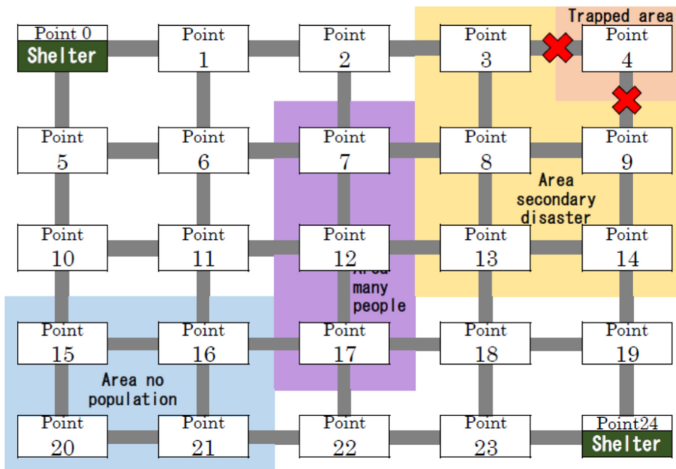 Trapped area
Point 0
Shelter
Point
1
Point
2
Point
3
Point
4
Point
5
Point
6
Point
7
Point
8
Point
9
Area
secondary
disaster
Point
10
Point
11
Point
12
Point
13
Point
14
Area
many
people
Point
15
Point
16
Point
17
Point
18
Point
19
Area no
population
Point
20
Point
21
Point
22
Point
23
Point24
Shelter